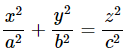 x²/a² + y²/b² = z²/c²